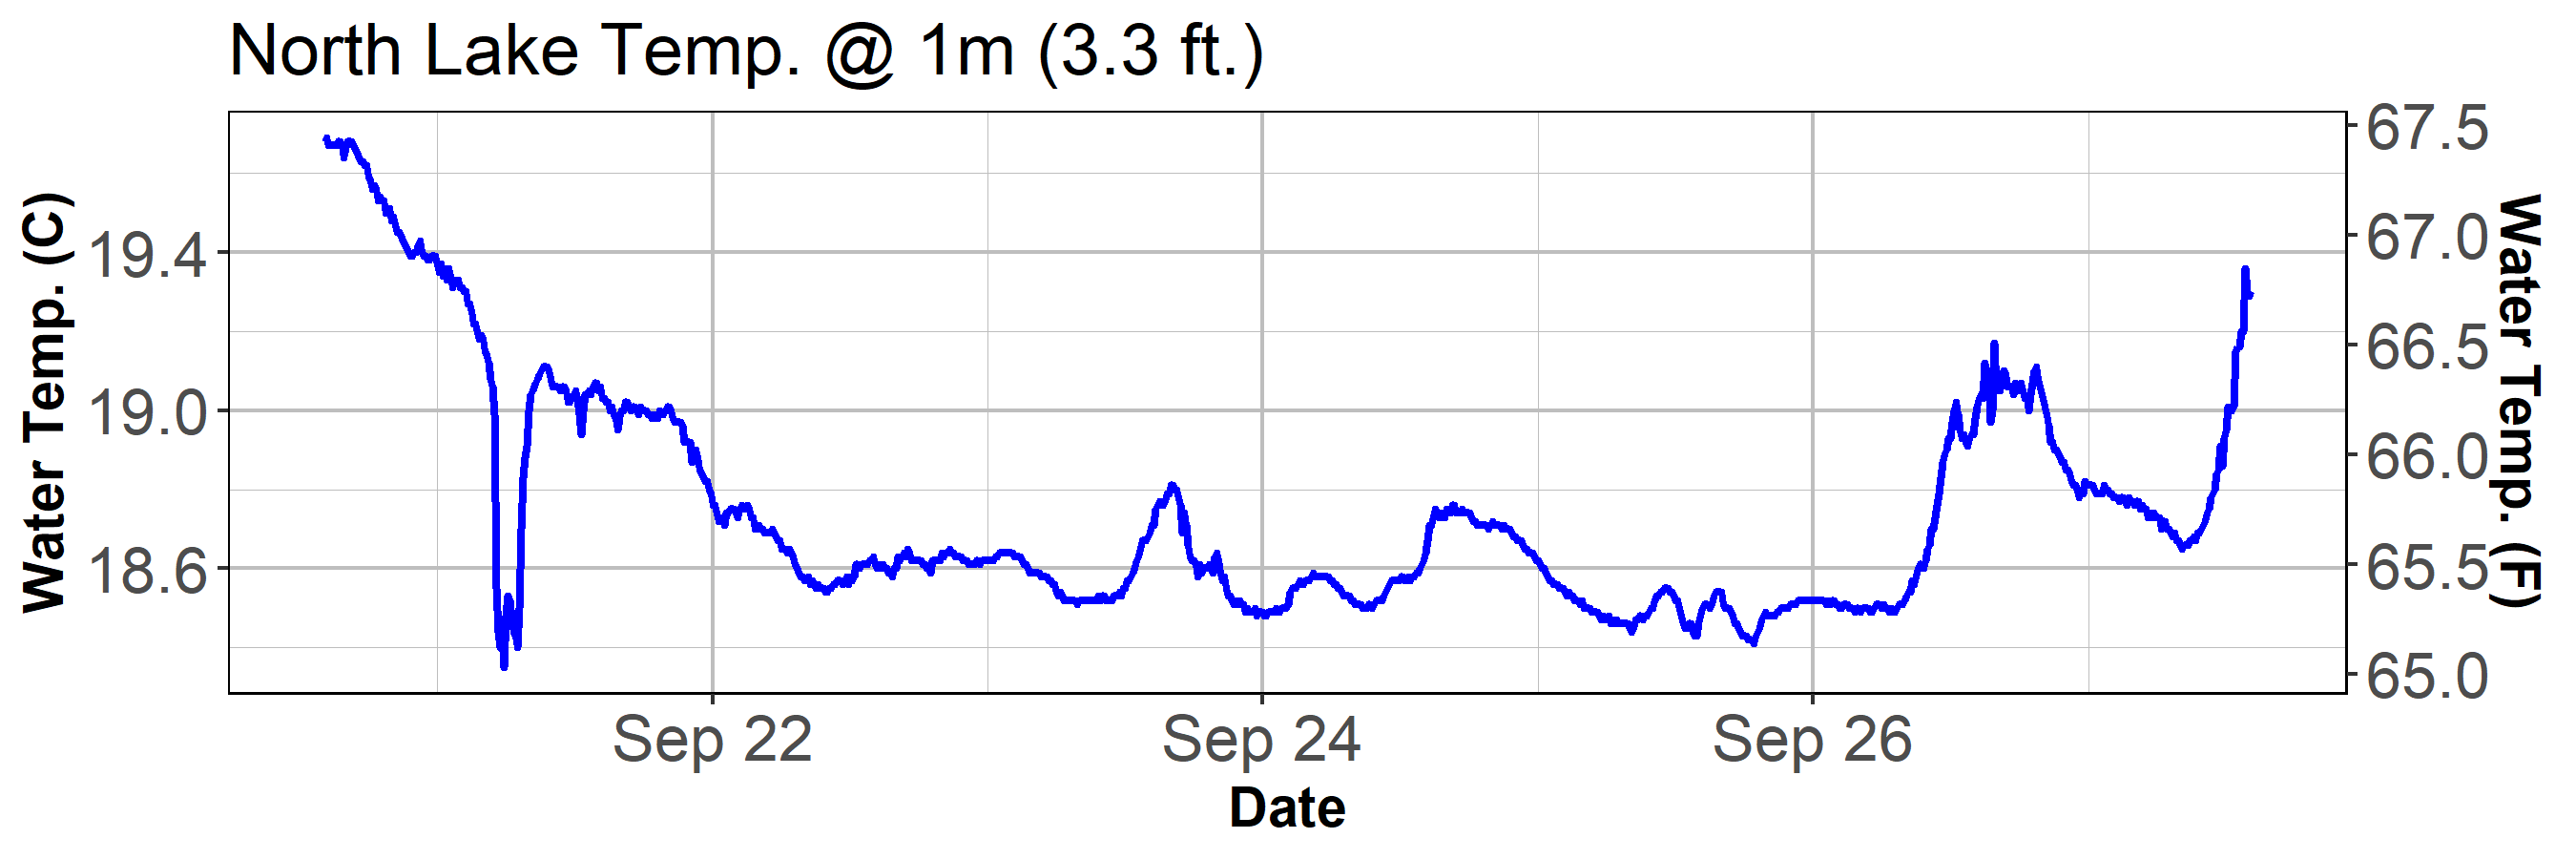 North Lake Temp. @ 1m (3.3 ft.)
Water Temp. (C)
19.4
19.0
18.6
67.5
67.0
66.5
66.0
65.5
65.0
Water Temp. (F)
Sep 22
Sep 24
Sep 26
Date